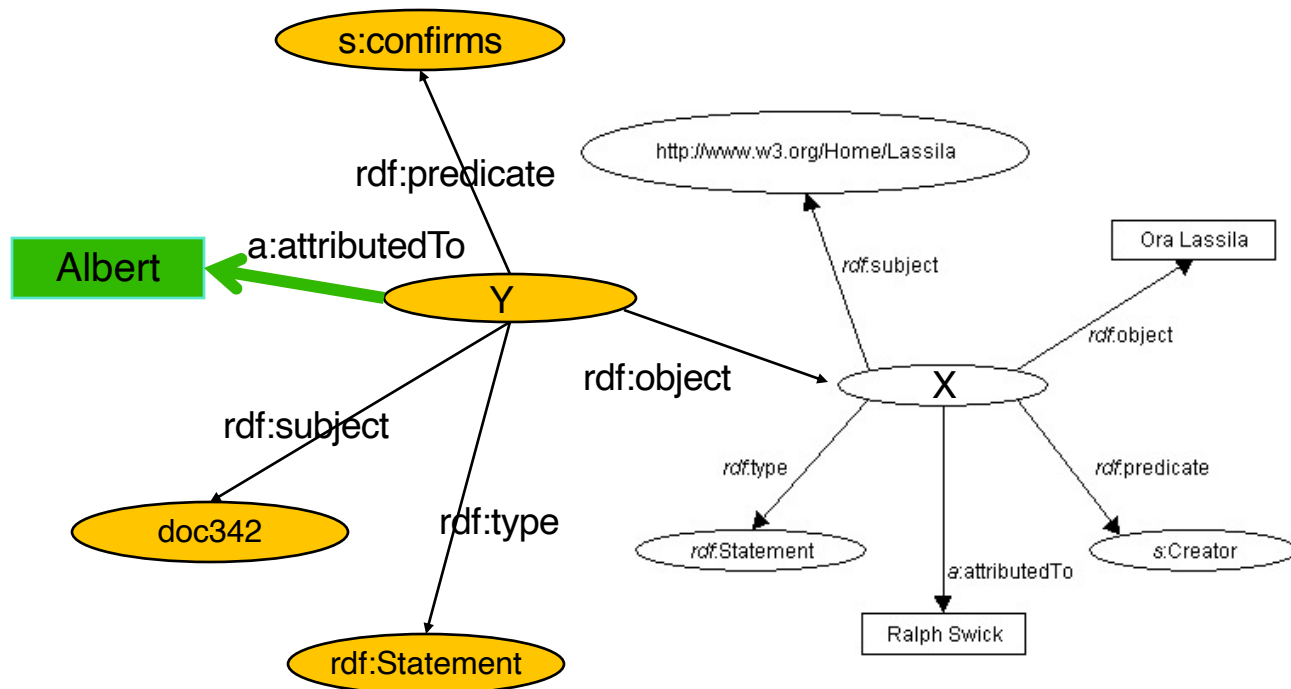 s:confirms
http://www.w3.org/Home/Lassila
rdf:predicate
Ora Lassila
a:attributedTo
Albert
rdf:subject
Y
rdf:object
rdf:object
X
rdf:subject
rdf:type
rdf:predicate
doc342
rdf:type
rdf:Statement
s:Creator
a:attributedTo
Ralph Swick
rdf:Statement